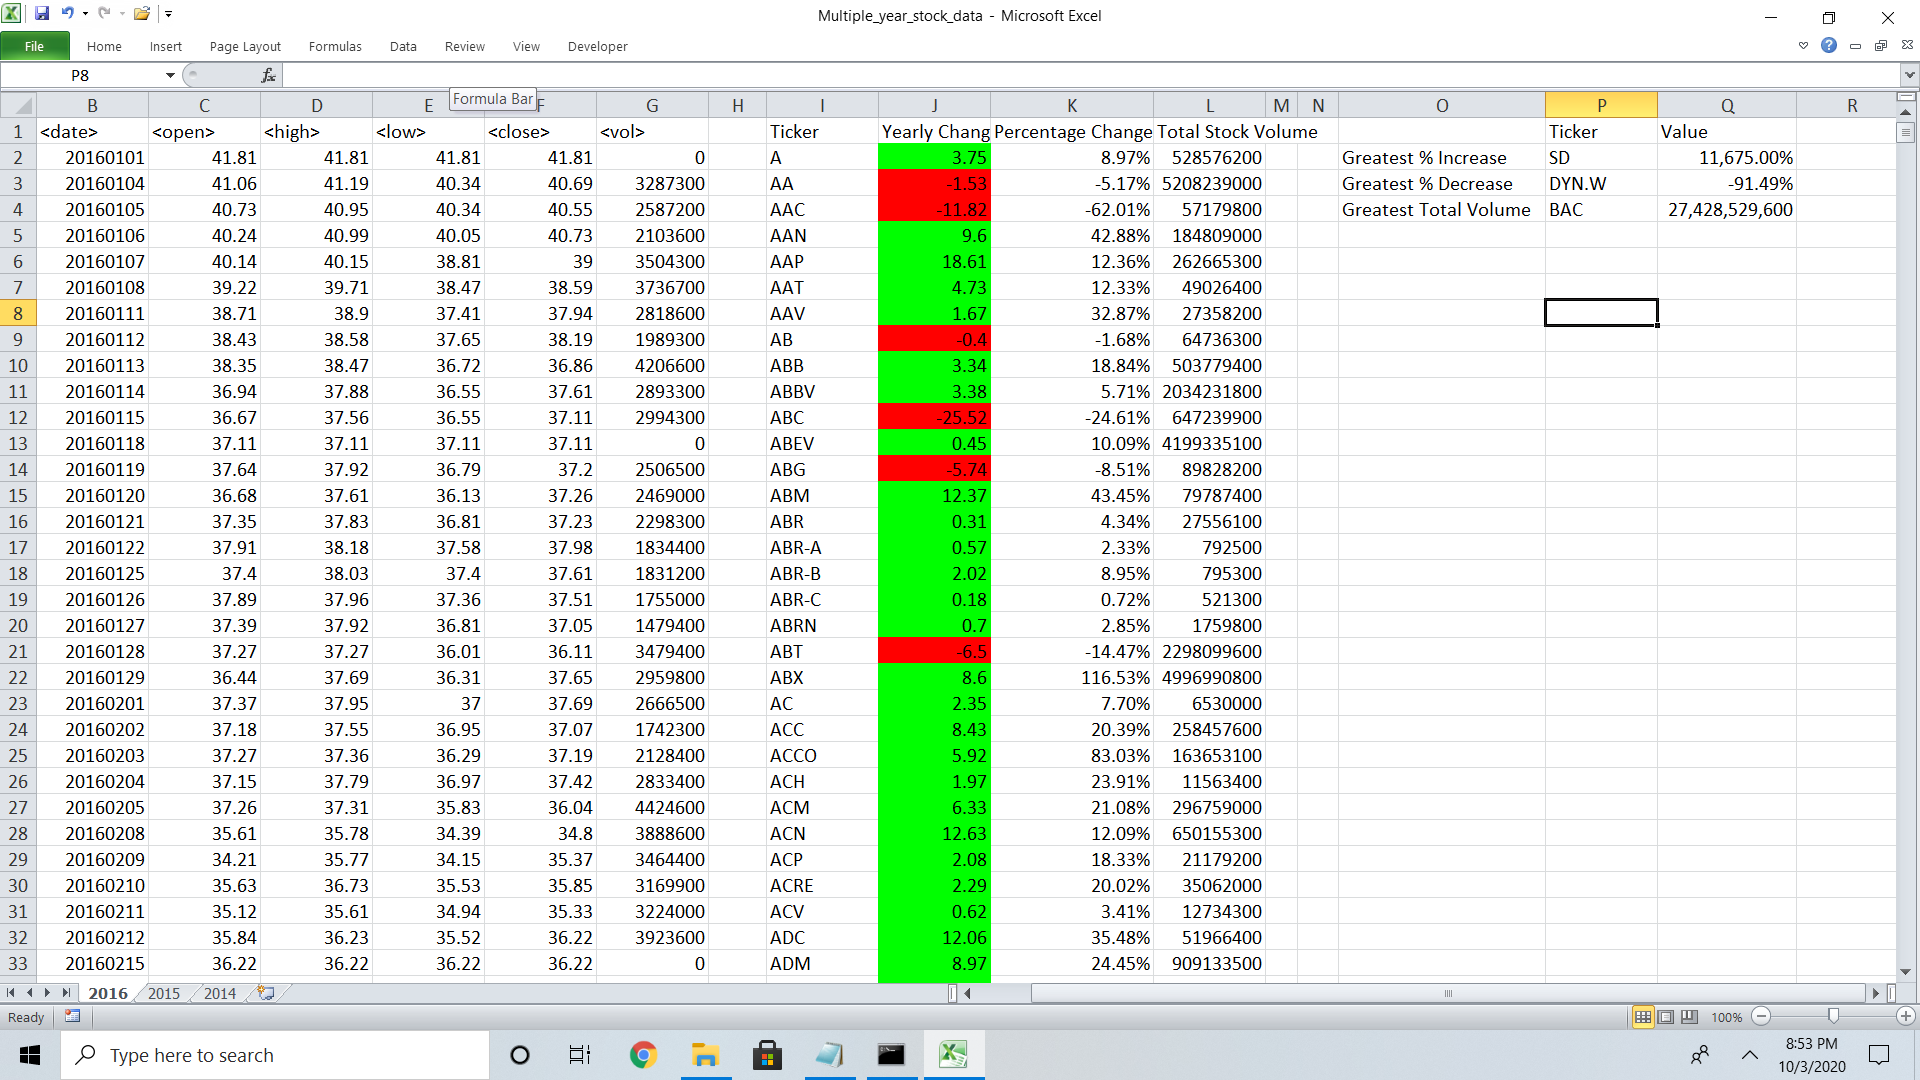 Multiple_year_stock_data - Microsoft Excel
File Home Insert Page Layout Formulas Data Review View Developer
P8 fx
Formula Bar
B C D E F G H I J K L M N O P Q R
1 <date> <open> <high> <low> <close> <vol> Ticker Yearly Chang Percentage Change Total Stock Volume Ticker Value
2 20160101 41.81 41.81 41.81 41.81 0 A 3.75 8.97% 528576200 Greatest % Increase SD 11,675.00%
3 20160104 41.06 41.19 40.34 40.69 3287300 AA -1.53 -5.17% 5208239000 Greatest % Decrease DYN.W -91.49%
4 20160105 40.73 40.95 40.34 40.55 2587200 AAC -11.82 -62.01% 57179800 Greatest Total Volume BAC 27,428,529,600
5 20160106 40.24 40.99 40.05 40.73 2103600 AAN 9.6 42.88% 184809000
6 20160107 40.14 40.15 38.81 39 3504300 AAP 18.61 12.36% 262665300
7 20160108 39.22 39.71 38.47 38.59 3736700 AAT 4.73 12.33% 49026400
8 20160111 38.71 38.9 37.41 37.94 2818600 AAV 1.67 32.87% 27358200
9 20160112 38.43 38.58 37.65 38.19 1989300 AB -0.4 -1.68% 64736300
10 20160113 38.35 38.47 36.72 36.86 4206600 ABB 3.34 18.84% 503779400
11 20160114 36.94 37.88 36.55 37.61 2893300 ABBV 3.38 5.71% 2034231800
12 20160115 36.67 37.56 36.55 37.11 2994300 ABC -25.52 -24.61% 647239900
13 20160118 37.11 37.11 37.11 37.11 0 ABEV 0.45 10.09% 4199335100
14 20160119 37.64 37.92 36.79 37.2 2506500 ABG -5.74 -8.51% 89828200
15 20160120 36.68 37.61 36.13 37.26 2469000 ABM 12.37 43.45% 79787400
16 20160121 37.35 37.83 36.81 37.23 2298300 ABR 0.31 4.34% 27556100
17 20160122 37.91 38.18 37.58 37.98 1834400 ABR-A 0.57 2.33% 792500
18 20160125 37.4 38.03 37.4 37.61 1831200 ABR-B 2.02 8.95% 795300
19 20160126 37.89 37.96 37.36 37.51 1755000 ABR-C 0.18 0.72% 521300
20 20160127 37.39 37.92 36.81 37.05 1479400 ABRN 0.7 2.85% 1759800
21 20160128 37.27 37.27 36.01 36.11 3479400 ABT -6.5 -14.47% 2298099600
22 20160129 36.44 37.69 36.31 37.65 2959800 ABX 8.6 116.53% 4996990800
23 20160201 37.37 37.95 37 37.69 2666500 AC 2.35 7.70% 6530000
24 20160202 37.18 37.55 36.95 37.07 1742300 ACC 8.43 20.39% 258457600
25 20160203 37.27 37.36 36.29 37.19 2128400 ACCO 5.92 83.03% 163653100
26 20160204 37.15 37.79 36.97 37.42 2833400 ACH 1.97 23.91% 11563400
27 20160205 37.26 37.31 35.83 36.04 4424600 ACM 6.33 21.08% 296759000
28 20160208 35.61 35.78 34.39 34.8 3888600 ACN 12.63 12.09% 650155300
29 20160209 34.21 35.77 34.15 35.37 3464400 ACP 2.08 18.33% 21179200
30 20160210 35.63 36.73 35.53 35.85 3169900 ACRE 2.29 20.02% 35062000
31 20160211 35.12 35.61 34.94 35.33 3224000 ACV 0.62 3.41% 12734300
32 20160212 35.84 36.23 35.52 36.22 3923600 ADC 12.06 35.48% 51966400
33 20160215 36.22 36.22 36.22 36.22 0 ADM 8.97 24.45% 909133500
2016 2015 2014
Ready 100%
Type here to search
8:53 PM
10/3/2020